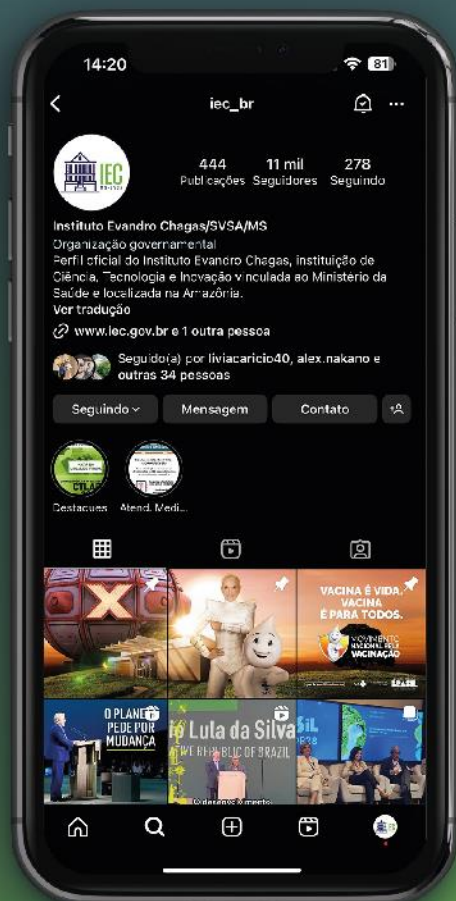 14:20
81
iec_br
IEC
444
11 mil
278
Publicações
Seguidores
Seguindo
Instituto Evandro Chagas/SVSA/MS
Organização governamental
Perfil oficial do Instituto Evandro Chagas, instituição de
Ciência, Tecnologia e Inovação vinculada ao Ministério da
Saúde e localizada na Amazônia.
Ver tradução
www.iec.gov.br e 1 outra pessoa
Seguido(a) por liviacaricio40, alex.nakano e
outras 34 pessoas
Seguindo
Mensagem
Contato
Destaques
Atend. Medi...
X
VACINA É VIDA.
VACINA
É PARA TODOS.
MOVIMENTO
NACIONAL PELA
VACINAÇÃO
O PLANE
PEDE POR
MUDANÇA
io Lula da Silva
TIVE REPUBLIC OF BRAZIL